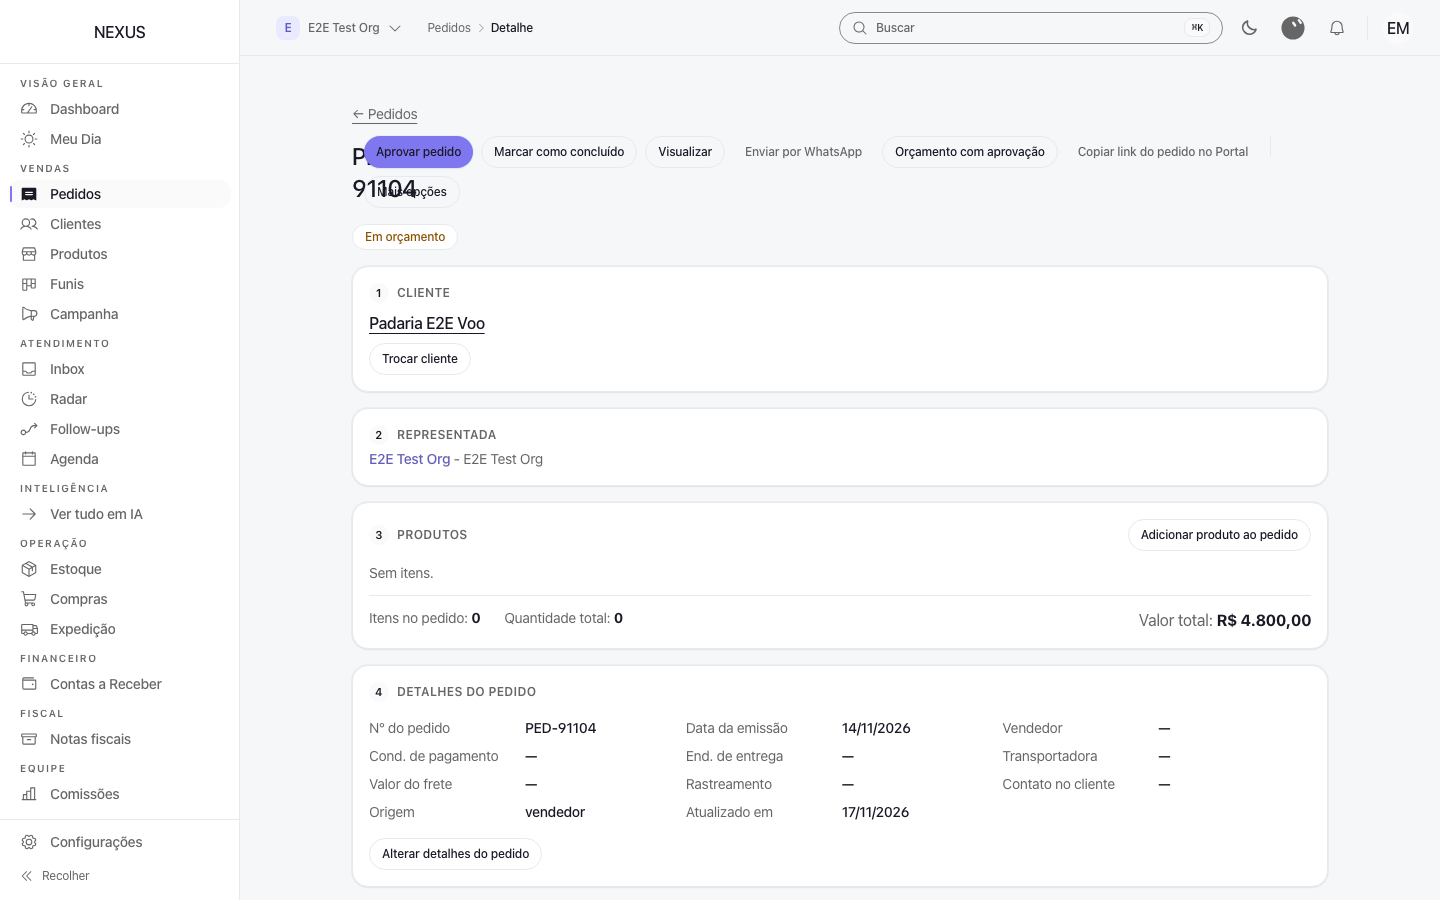 NEXUS
VISÃO GERAL
Dashboard
Meu Dia
VENDAS
Pedidos
Clientes
Produtos
Funis
Campanha
ATENDIMENTO
Inbox
Radar
Follow-ups
Agenda
INTELIGÊNCIA
Ver tudo em IA
OPERAÇÃO
Estoque
Compras
Expedição
FINANCEIRO
Contas a Receber
FISCAL
Notas fiscais
EQUIPE
Comissões
Configurações
Recolher
E E2E Test Org Pedidos > Detalhe Buscar ⌘K EM
← Pedidos
Aprovar pedido Marcar como concluído Visualizar Enviar por WhatsApp Orçamento com aprovação Copiar link do pedido no Portal
91104 Mais opções
Em orçamento
1 CLIENTE
Padaria E2E Voo
Trocar cliente
2 REPRESENTADA
E2E Test Org - E2E Test Org
3 PRODUTOS Adicionar produto ao pedido
Sem itens.
Itens no pedido: 0 Quantidade total: 0 Valor total: R$ 4.800,00
4 DETALHES DO PEDIDO
Nº do pedido PED-91104 Data da emissão 14/11/2026 Vendedor —
Cond. de pagamento — End. de entrega — Transportadora —
Valor do frete — Rastreamento — Contato no cliente —
Origem vendedor Atualizado em 17/11/2026
Alterar detalhes do pedido